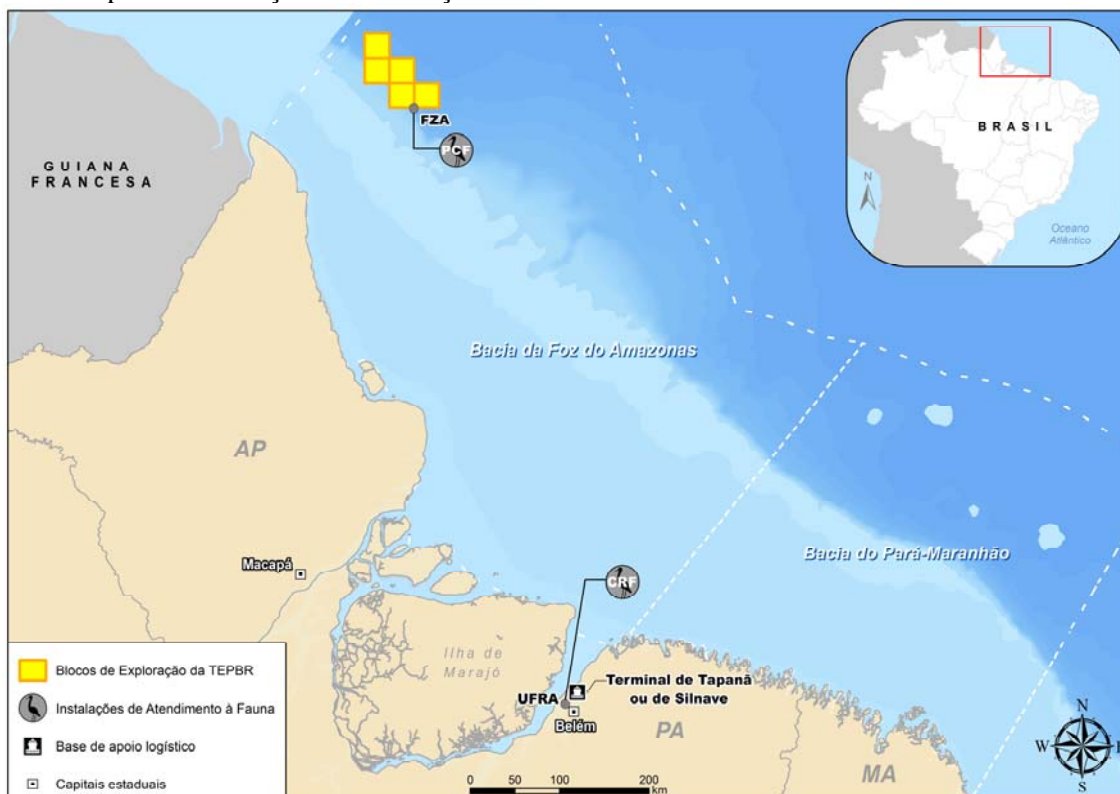 GUIANA
FRANCESA
FZA
PCF
N
BRASIL
Oceano
Atlântico
Bacia da Foz do Amazonas
AP
Macapá
CRF
Bacia do Pará-Maranhão
Ilha de
Marajó
UFRA
Terminal de Tapanã
ou de Silnave
Belém
PA
MA
Blocos de Exploração da TEPBR
Instalações de Atendimento à Fauna
Base de apoio logístico
Capitais estaduais
0 50 100 200
km
N
W
S